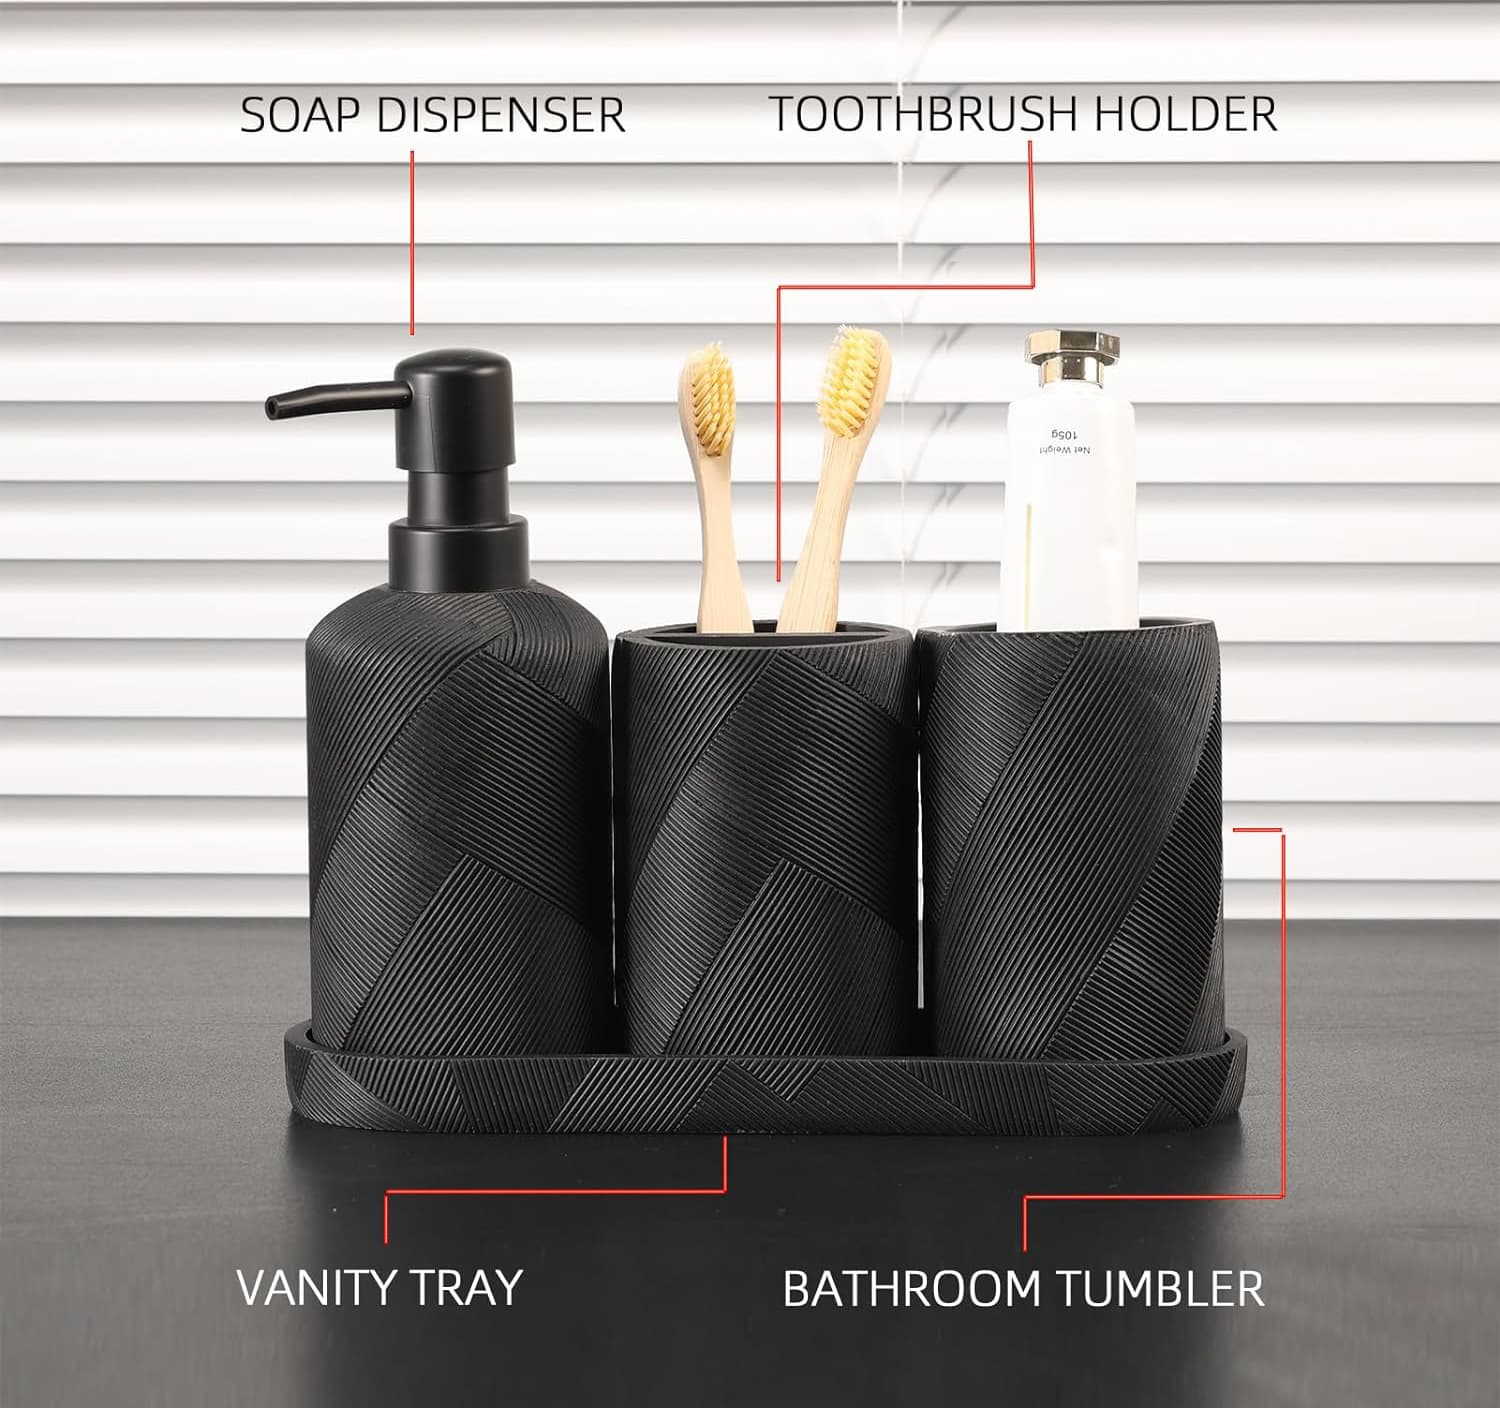 SOAP DISPENSER
TOOTHBRUSH HOLDER
Net Weight
105g
VANITY TRAY
BATHROOM TUMBLER